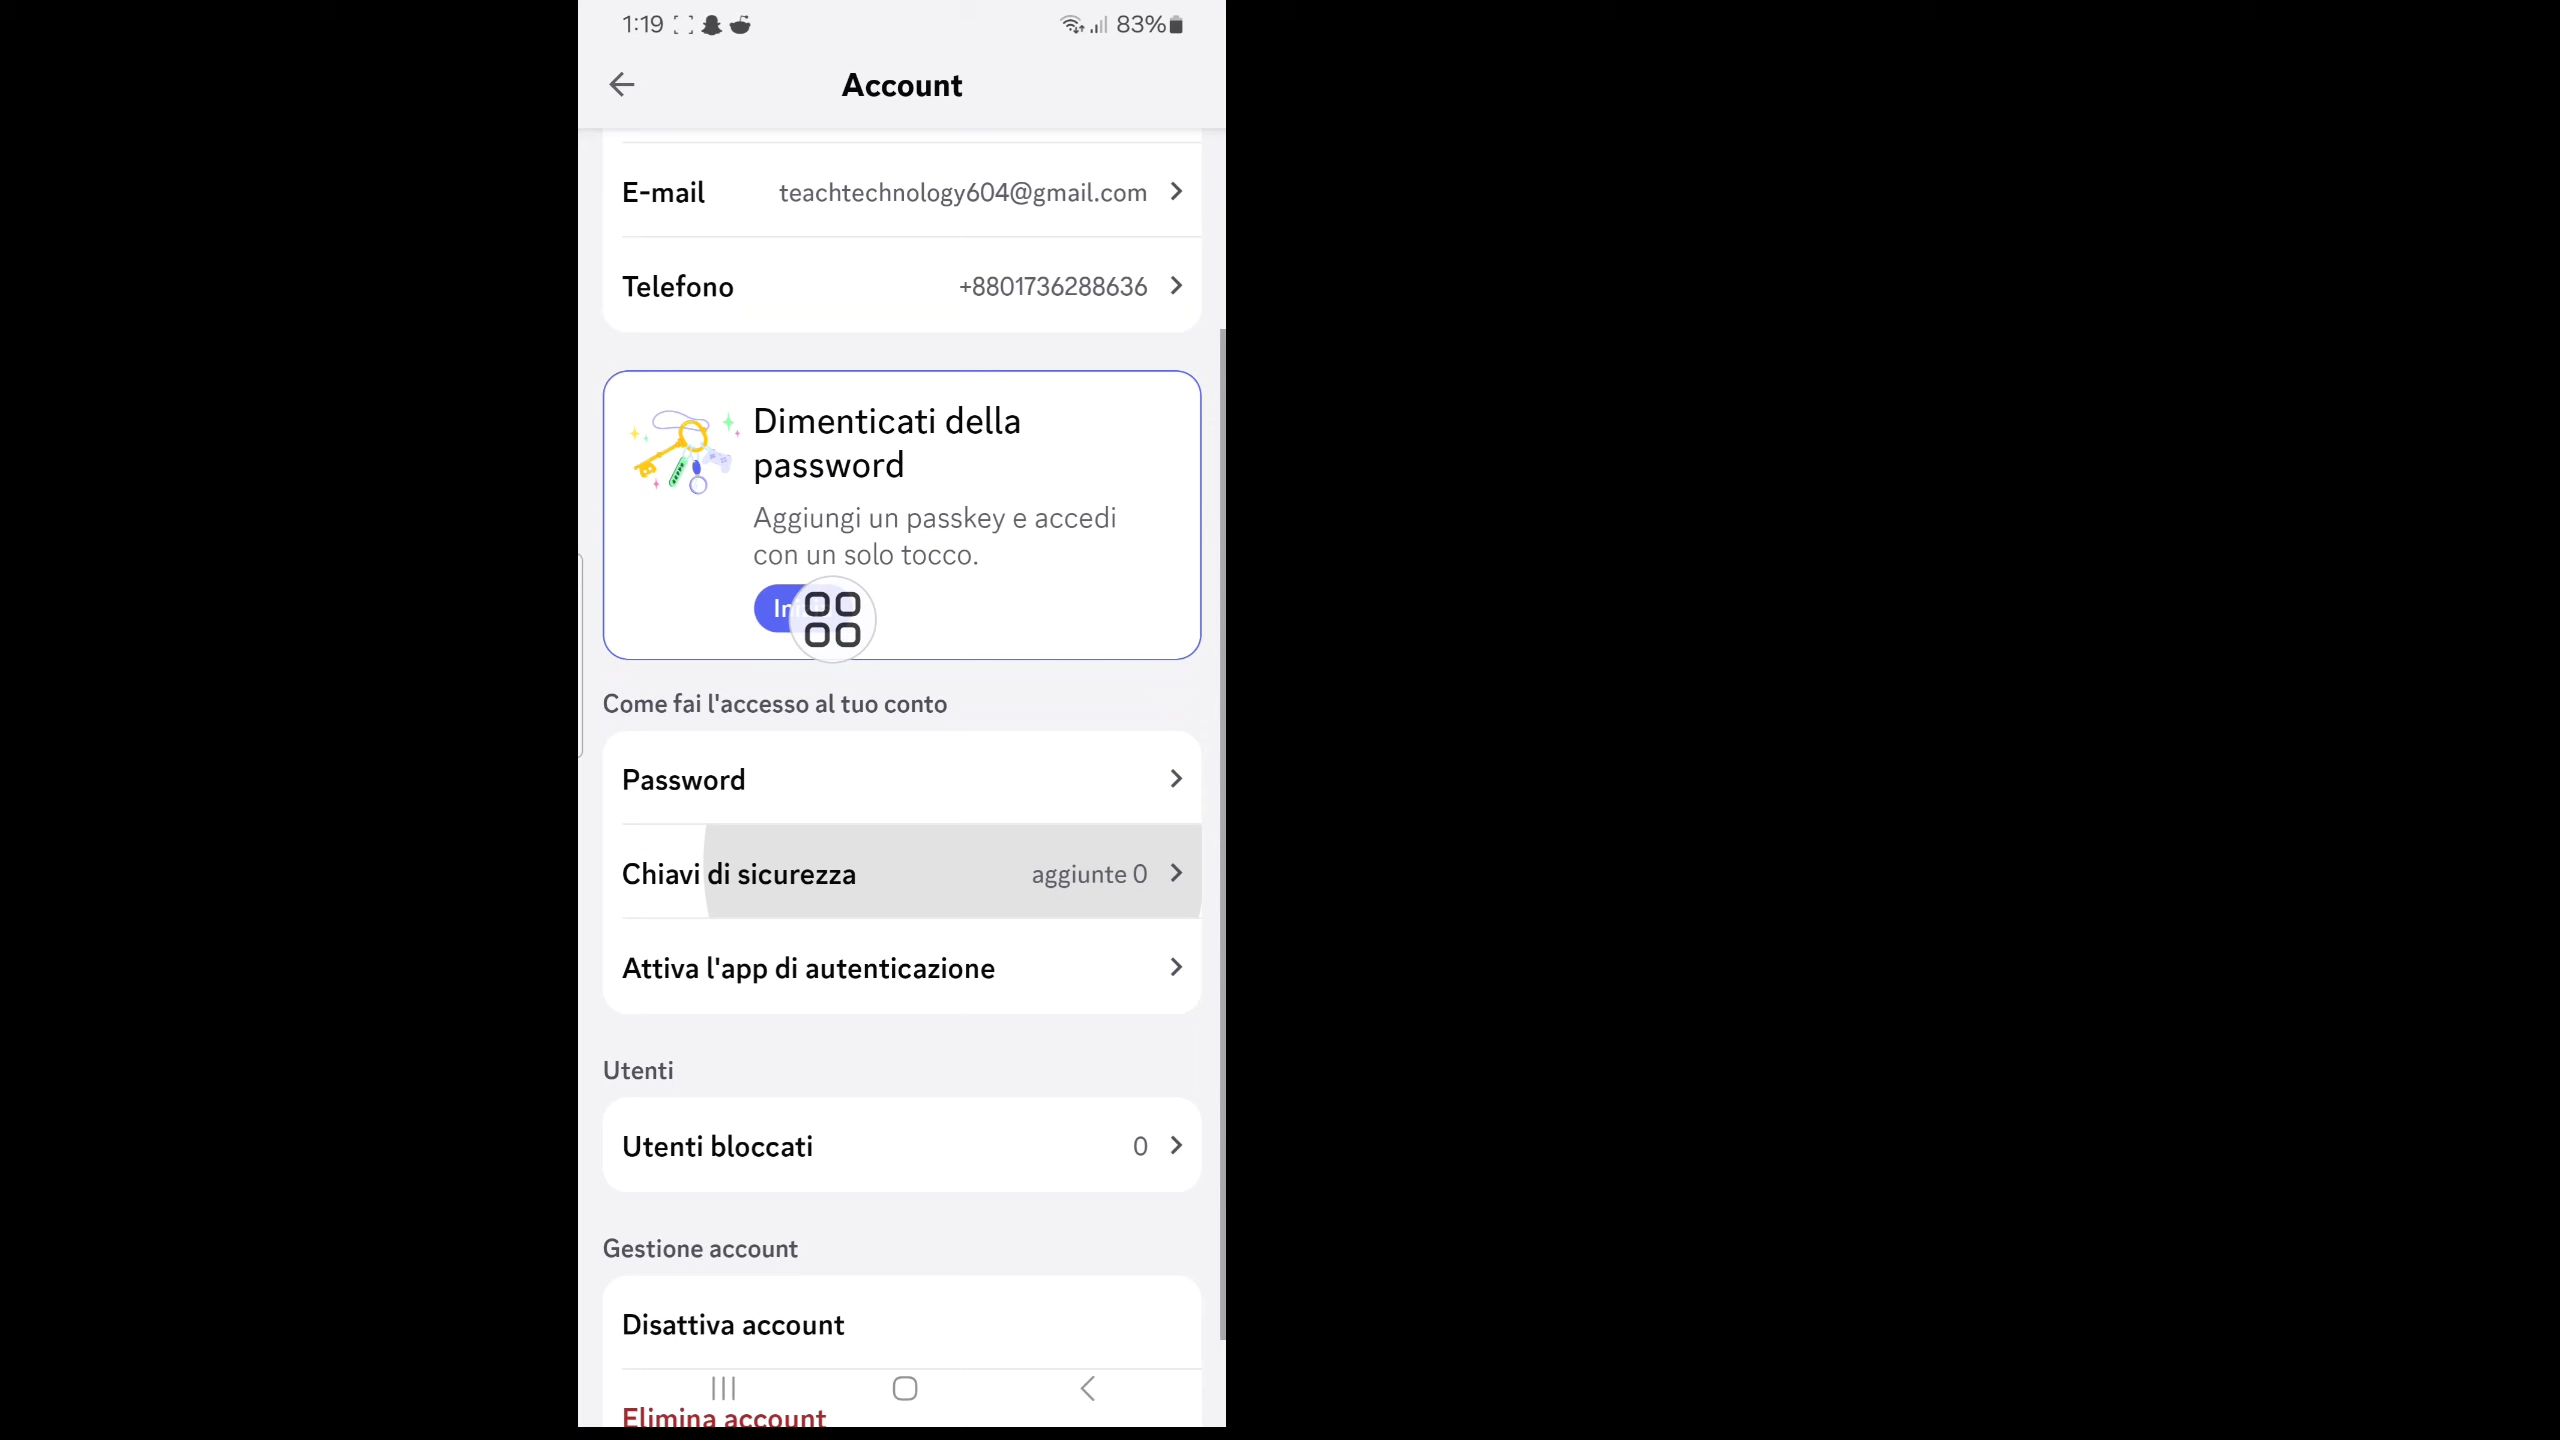 1:19 83%
Account
E-mail teachtechnology604@gmail.com
Telefono +8801736288636
Dimenticati della
password
Aggiungi un passkey e accedi
con un solo tocco.
Come fai l'accesso al tuo conto
Password
Chiavi di sicurezza aggiunte 0
Attiva l'app di autenticazione
Utenti
Utenti bloccati 0
Gestione account
Disattiva account
Elimina account